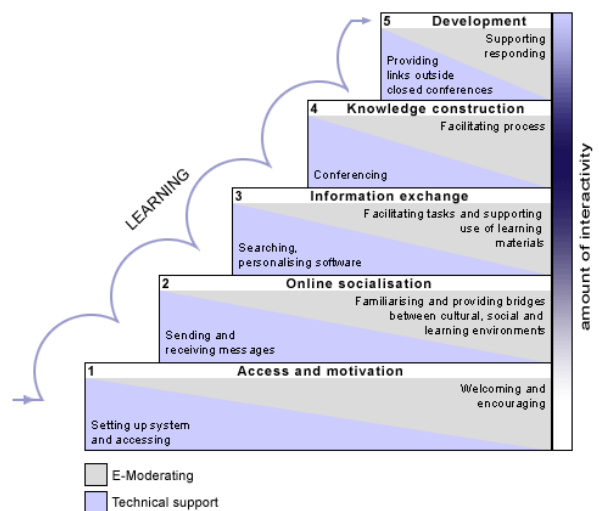 5 Development
Supporting
responding
Providing
links outside
closed conferences
4 Knowledge construction
Facilitating process
Conferencing
3 Information exchange
Facilitating tasks and supporting
use of learning
materials
Searching,
personalising software
2 Online socialisation
Familiarising and providing bridges
between cultural, social and
learning environments
Sending and
receiving messages
1 Access and motivation
Welcoming and
encouraging
Setting up system
and accessing
LEARNING
amount of interactivity
E-Moderating
Technical support